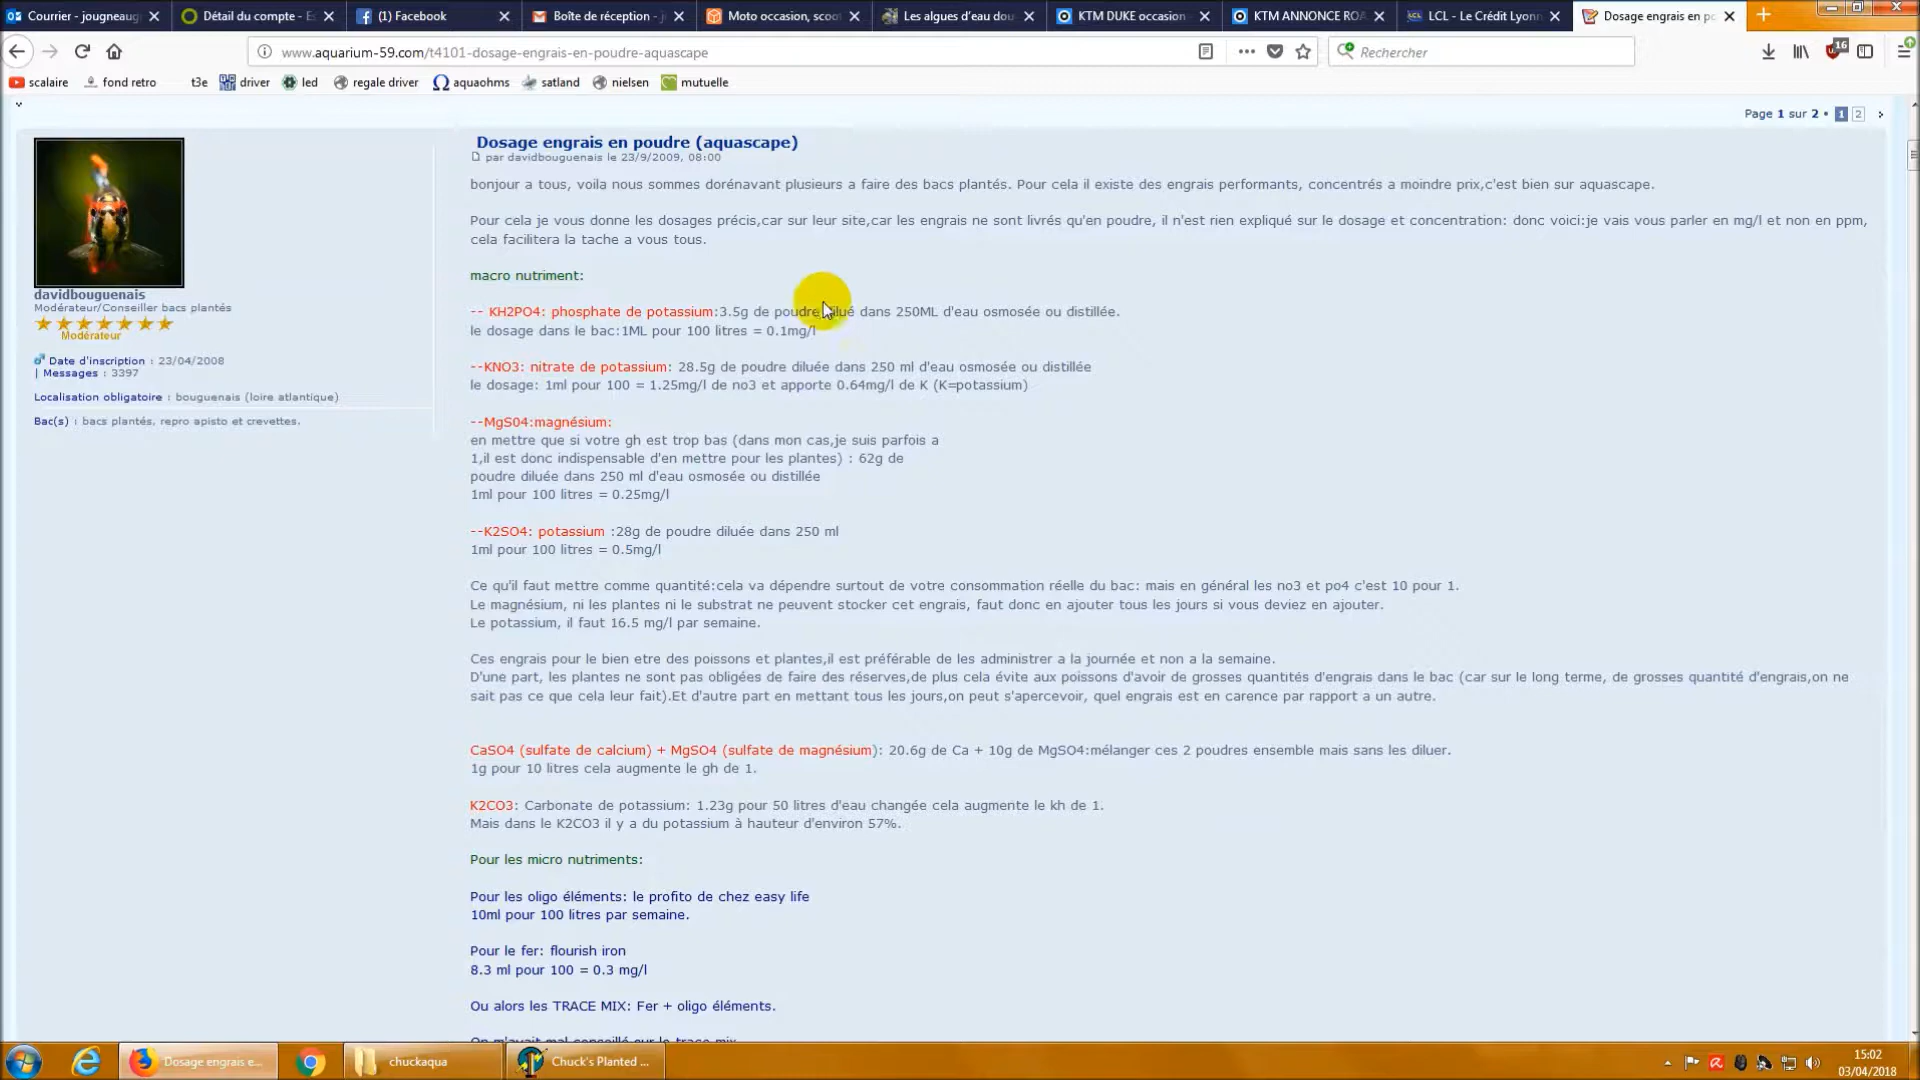 Courrier - jougneaug
Détail du compte - Es
(1) Facebook
Boîte de réception - j
Moto occasion, scoot
Les algues d'eau dou
KTM DUKE occasion
KTM ANNONCE ROA
LCL - Le Crédit Lyonn
Dosage engrais en po
www.aquarium-59.com/t4101-dosage-engrais-en-poudre-aquascape
Rechercher
16
scalaire fond retro t3e driver led regale driver aquaohms satland nielsen mutuelle
Page 1 sur 2 • 1 2
Dosage engrais en poudre (aquascape)
par davidbouguenais le 23/9/2009, 08:00
bonjour a tous, voila nous sommes dorénavant plusieurs a faire des bacs plantés. Pour cela il existe des engrais performants, concentrés a moindre prix,c'est bien sur aquascape.
Pour cela je vous donne les dosages précis,car sur leur site,car les engrais ne sont livrés qu'en poudre, il n'est rien expliqué sur le dosage et concentration: donc voici:je vais vous parler en mg/l et non en ppm,
cela facilitera la tache a vous tous.
davidbouguenais
Modérateur/Conseiller bacs plantés
Modérateur
Date d'inscription : 23/04/2008
Messages : 3397
Localisation obligatoire : bouguenais (loire atlantique)
Bac(s) : bacs plantés, repro apisto et crevettes.
macro nutriment:
-- KH2PO4: phosphate de potassium:3.5g de poudre dilué dans 250ML d'eau osmosée ou distillée.
le dosage dans le bac:1ML pour 100 litres = 0.1mg/l
--KNO3: nitrate de potassium: 28.5g de poudre diluée dans 250 ml d'eau osmosée ou distillée
le dosage: 1ml pour 100 = 1.25mg/l de no3 et apporte 0.64mg/l de K (K=potassium)
--MgS04:magnésium:
en mettre que si votre gh est trop bas (dans mon cas,je suis parfois a
1,il est donc indispensable d'en mettre pour les plantes) : 62g de
poudre diluée dans 250 ml d'eau osmosée ou distillée
1ml pour 100 litres = 0.25mg/l
--K2SO4: potassium :28g de poudre diluée dans 250 ml
1ml pour 100 litres = 0.5mg/l
Ce qu'il faut mettre comme quantité:cela va dépendre surtout de votre consommation réelle du bac: mais en général les no3 et po4 c'est 10 pour 1.
Le magnésium, ni les plantes ni le substrat ne peuvent stocker cet engrais, faut donc en ajouter tous les jours si vous deviez en ajouter.
Le potassium, il faut 16.5 mg/l par semaine.
Ces engrais pour le bien etre des poissons et plantes,il est préférable de les administrer a la journée et non a la semaine.
D'une part, les plantes ne sont pas obligées de faire des réserves,de plus cela évite aux poissons d'avoir de grosses quantités d'engrais dans le bac (car sur le long terme, de grosses quantité d'engrais,on ne
sait pas ce que cela leur fait).Et d'autre part en mettant tous les jours,on peut s'apercevoir, quel engrais est en carence par rapport a un autre.
CaSO4 (sulfate de calcium) + MgSO4 (sulfate de magnésium): 20.6g de Ca + 10g de MgSO4:mélanger ces 2 poudres ensemble mais sans les diluer.
1g pour 10 litres cela augmente le gh de 1.
K2CO3: Carbonate de potassium: 1.23g pour 50 litres d'eau changée cela augmente le kh de 1.
Mais dans le K2CO3 il y a du potassium à hauteur d'environ 57%.
Pour les micro nutriments:
Pour les oligo éléments: le profito de chez easy life
10ml pour 100 litres par semaine.
Pour le fer: flourish iron
8.3 ml pour 100 = 0.3 mg/l
Ou alors les TRACE MIX: Fer + oligo éléments.
On m'avait mal conseillé sur le trace mix
Dosage engrais e...
chuckaqua
Chuck's Planted ...
15:02
03/04/2018